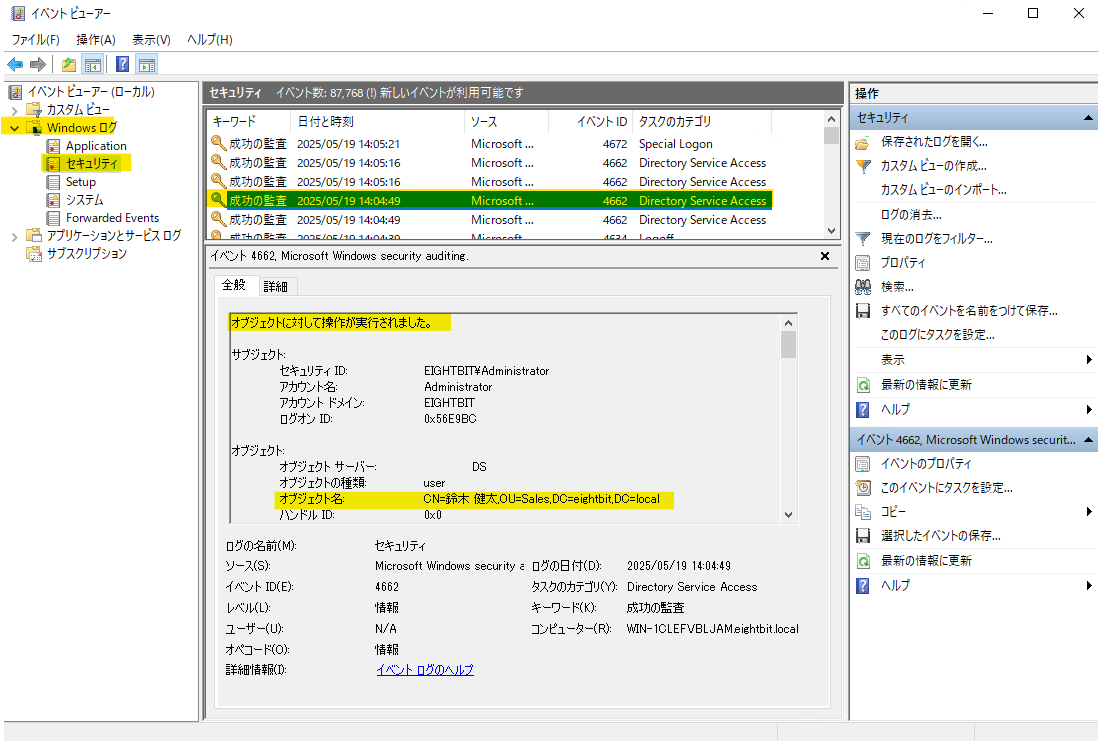 イベント ビューアー
ファイル(F) 操作(A) 表示(V) ヘルプ(H)
イベント ビューアー (ローカル)
カスタム ビュー
Windows ログ
Application
セキュリティ
Setup
システム
Forwarded Events
アプリケーションとサービス ログ
サブスクリプション
セキュリティ イベント数: 87,768 (!) 新しいイベントが利用可能です
キーワード 日付と時刻 ソース イベント ID タスクのカテゴリ
成功の監査 2025/05/19 14:05:21 Microsoft ... 4672 Special Logon
成功の監査 2025/05/19 14:05:16 Microsoft ... 4662 Directory Service Access
成功の監査 2025/05/19 14:05:16 Microsoft ... 4662 Directory Service Access
成功の監査 2025/05/19 14:04:49 Microsoft ... 4662 Directory Service Access
成功の監査 2025/05/19 14:04:49 Microsoft ... 4662 Directory Service Access
成功の監査 2025/05/19 14:04:39 Microsoft ... 4634 Logoff
イベント 4662, Microsoft Windows security auditing.
全般 詳細
オブジェクトに対して操作が実行されました。
サブジェクト:
セキュリティ ID: EIGHTBIT¥Administrator
アカウント名: Administrator
アカウント ドメイン: EIGHTBIT
ログオン ID: 0x56E9BC
オブジェクト:
オブジェクト サーバー: DS
オブジェクトの種類: user
オブジェクト名: CN=鈴木 健太,OU=Sales,DC=eightbit,DC=local
ハンドル ID: 0x0
ログの名前(M): セキュリティ
ソース(S): Microsoft Windows security a ログの日付(D): 2025/05/19 14:04:49
イベント ID(E): 4662 タスクのカテゴリ(Y): Directory Service Access
レベル(L): 情報 キーワード(K): 成功の監査
ユーザー(U): N/A コンピューター(R): WIN-1CLEFVBLJAM.eightbit.local
オペコード(O): 情報
詳細情報(I): イベント ログのヘルプ
操作
セキュリティ
保存されたログを開く...
カスタム ビューの作成...
カスタム ビューのインポート...
ログの消去...
現在のログをフィルター...
プロパティ
検索...
すべてのイベントを名前をつけて保存...
このログにタスクを設定...
表示
最新の情報に更新
ヘルプ
イベント 4662, Microsoft Windows securit...
イベントのプロパティ
このイベントにタスクを設定...
コピー
選択したイベントの保存...
最新の情報に更新
ヘルプ